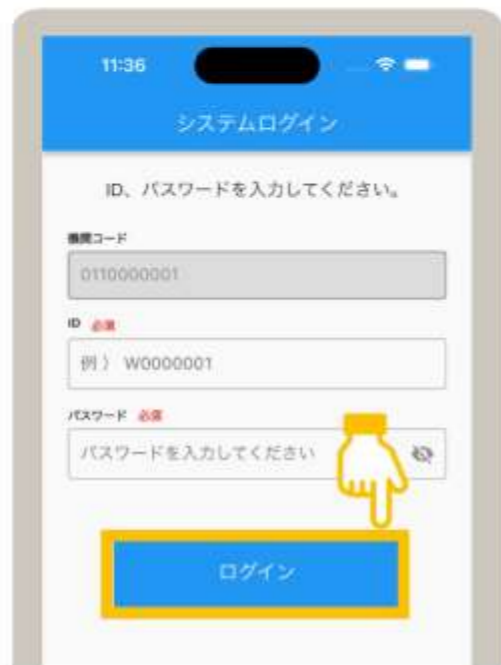 11:36
システムログイン
ID、パスワードを入力してください。
機関コード
0110000001
ID 必須
例） W0000001
パスワード 必須
パスワードを入力してください
ログイン